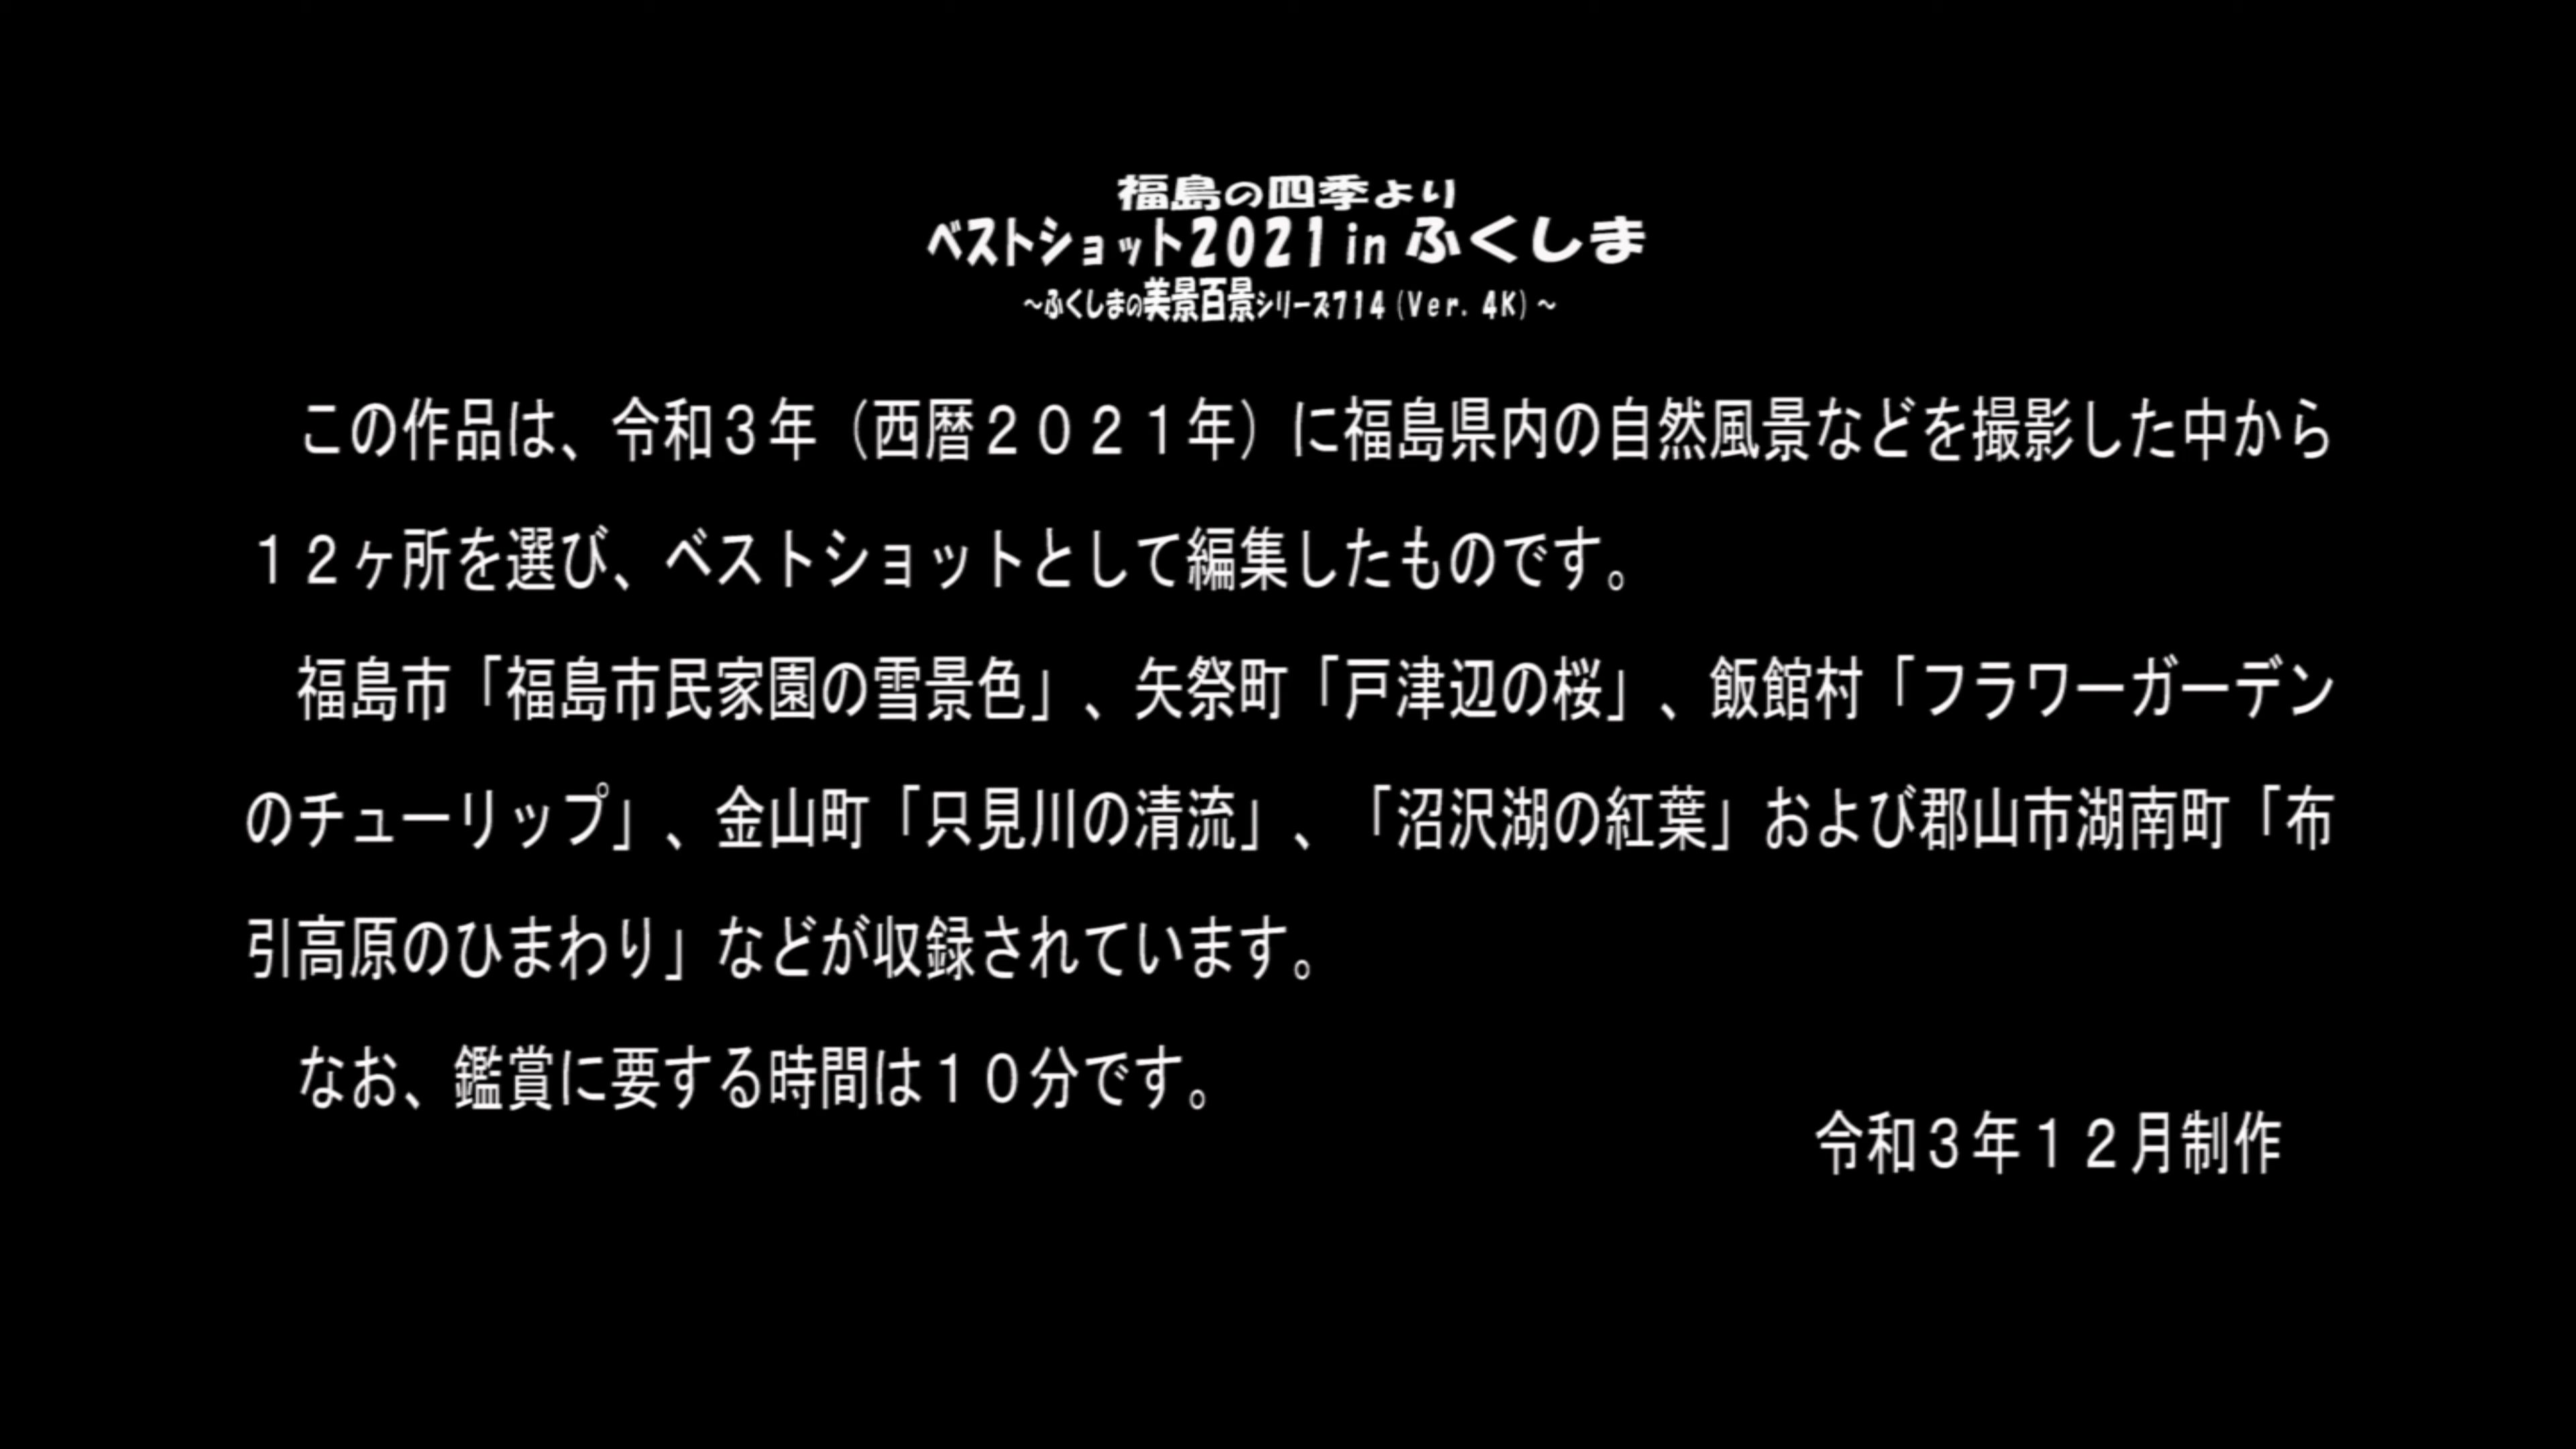 福島の四季より
ベストショット2021 in ふくしま
～ふくしまの美景百景シリーズ714 (Ver. 4K) ～
この作品は、令和３年（西暦２０２１年）に福島県内の自然風景などを撮影した中から
１２ヶ所を選び、ベストショットとして編集したものです。
福島市「福島市民家園の雪景色」、矢祭町「戸津辺の桜」、飯館村「フラワーガーデン
のチューリップ」、金山町「只見川の清流」、「沼沢湖の紅葉」および郡山市湖南町「布
引高原のひまわり」などが収録されています。
なお、鑑賞に要する時間は１０分です。
令和３年１２月制作